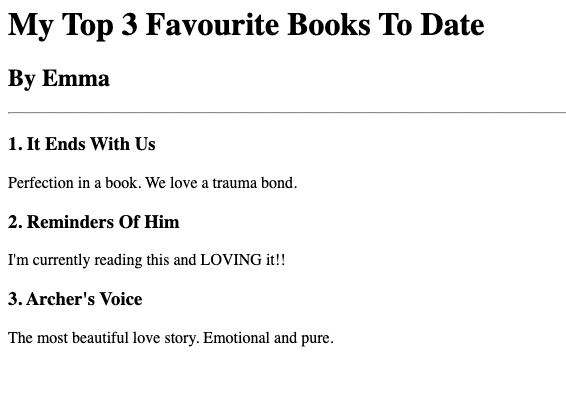 My Top 3 Favourite Books To Date
By Emma
1. It Ends With Us
Perfection in a book. We love a trauma bond.
2. Reminders Of Him
I'm currently reading this and LOVING it!!
3. Archer's Voice
The most beautiful love story. Emotional and pure.